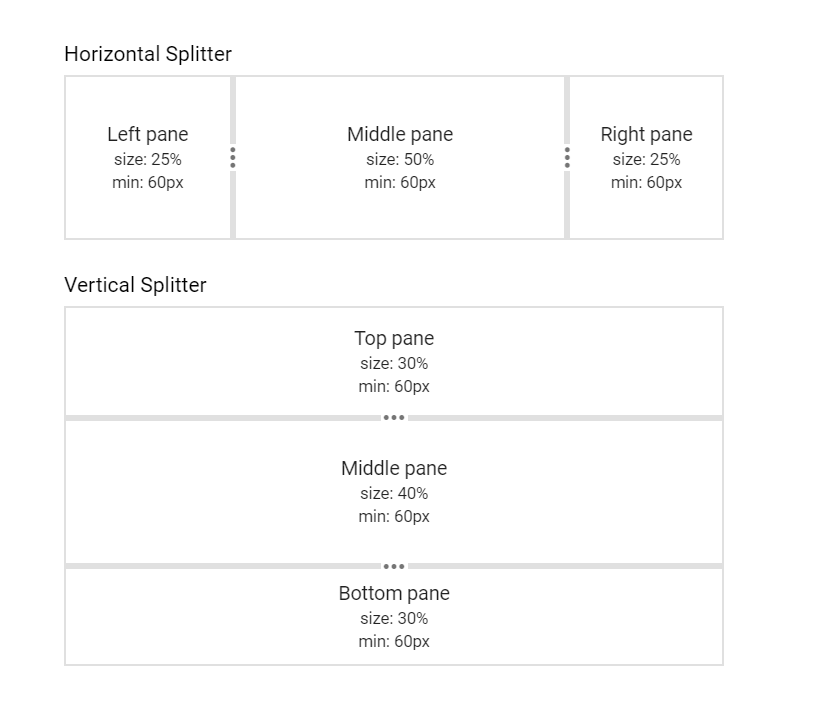 Horizontal Splitter
Left pane
size: 25%
min: 60px
Middle pane
size: 50%
min: 60px
Right pane
size: 25%
min: 60px
Vertical Splitter
Top pane
size: 30%
min: 60px
Middle pane
size: 40%
min: 60px
Bottom pane
size: 30%
min: 60px